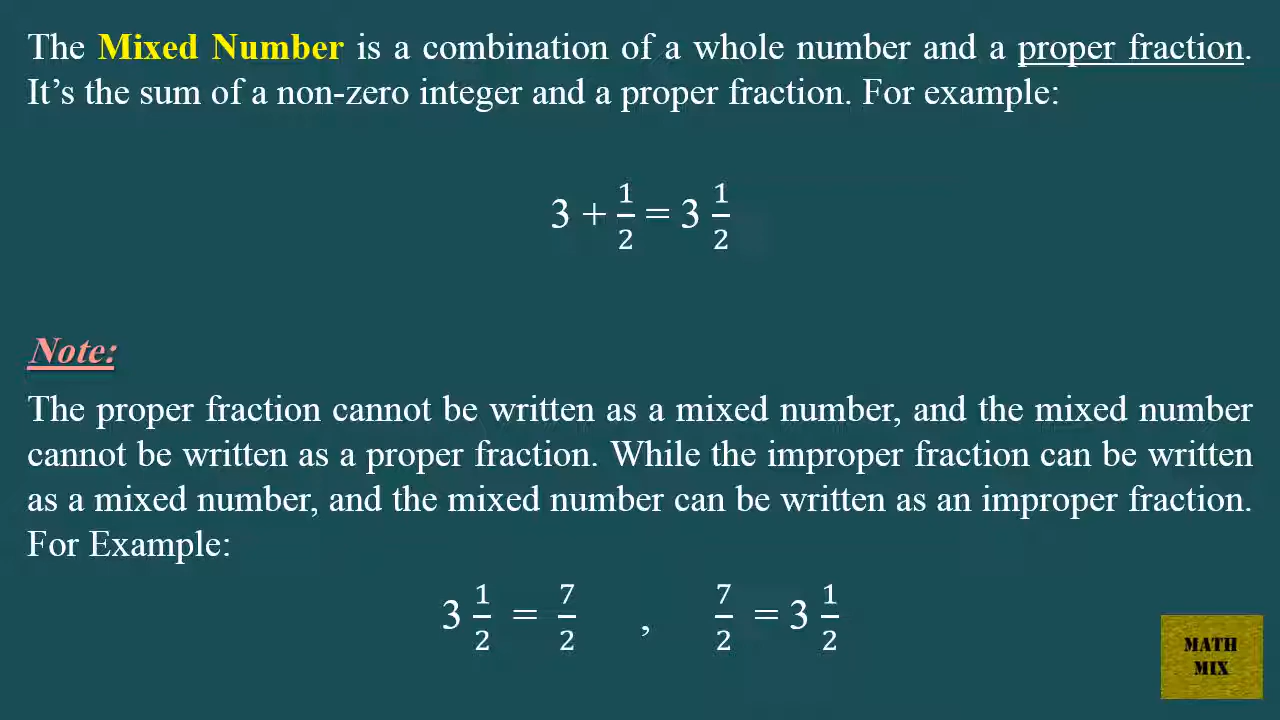 The Mixed Number is a combination of a whole number and a proper fraction.
It’s the sum of a non-zero integer and a proper fraction. For example:
3 + 1/2 = 3 1/2
Note:
The proper fraction cannot be written as a mixed number, and the mixed number
cannot be written as a proper fraction. While the improper fraction can be written
as a mixed number, and the mixed number can be written as an improper fraction.
For Example:
3 1/2 = 7/2 , 7/2 = 3 1/2
MATH
MIX